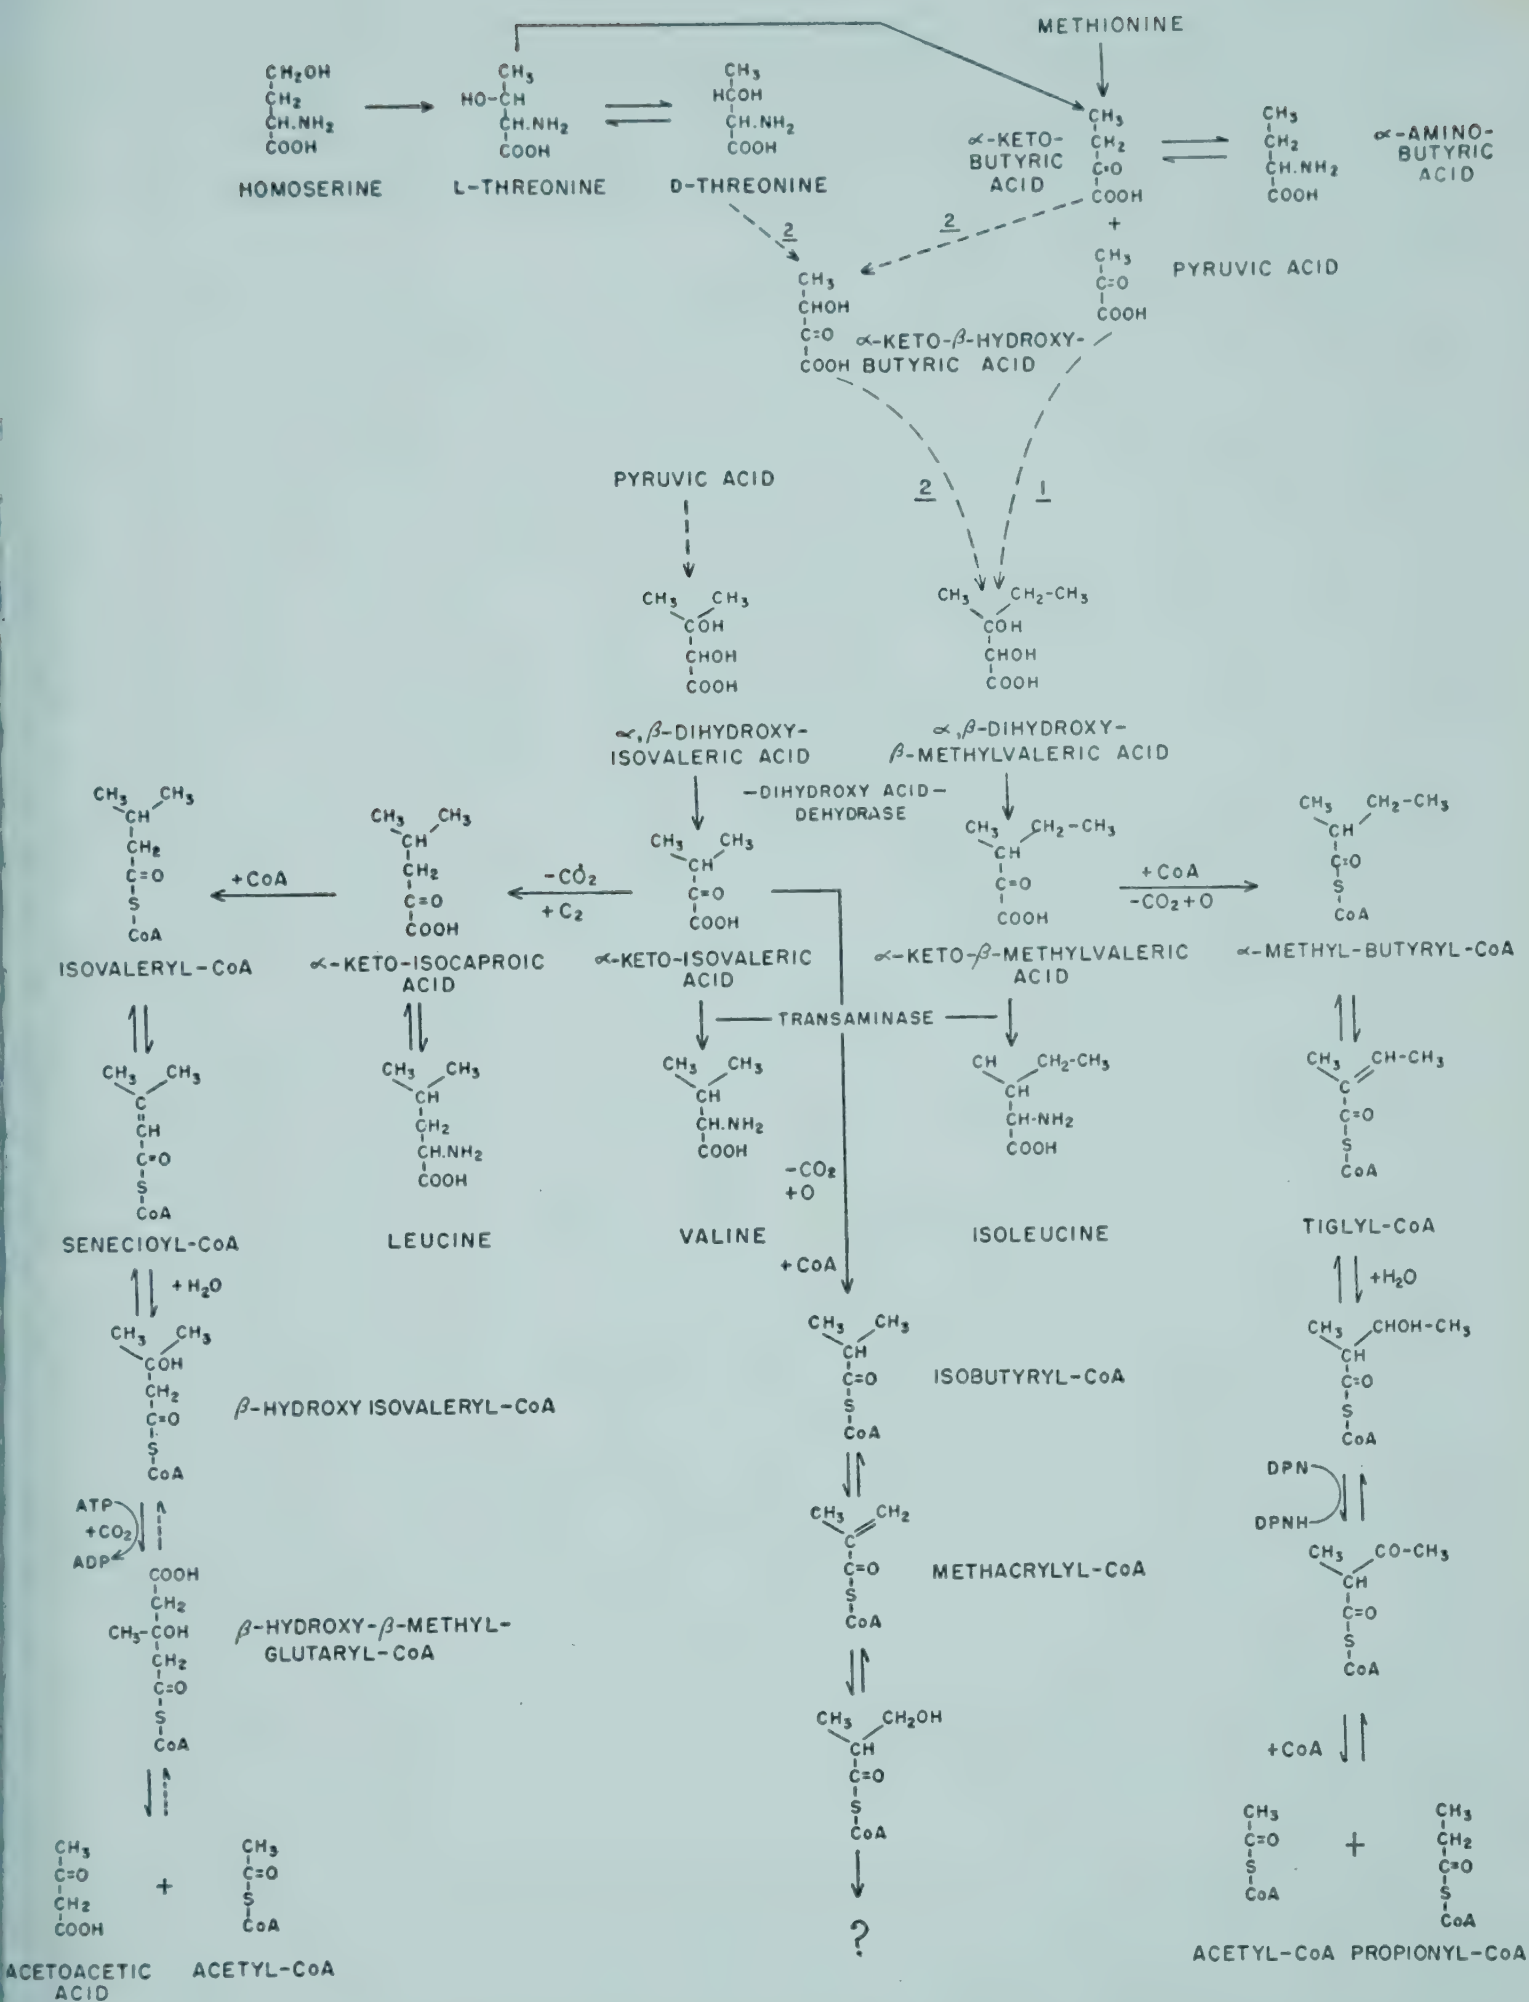 METHIONINE
CH₂OH
CH₂
CH.NH₂
COOH
HOMOSERINE
CH₃
HO-CH
CH.NH₂
COOH
L-THREONINE
CH₃
HCOH
CH.NH₂
COOH
D-THREONINE
α-KETO-
BUTYRIC
ACID
CH₃
CH₂
C=O
COOH
CH₃
CH₂
CH.NH₂
COOH
α-AMINO-
BUTYRIC
ACID
2
2
+
CH₃
C=O
COOH
PYRUVIC ACID
CH₃
CHOH
C=O
COOH
α-KETO-β-HYDROXY-
BUTYRIC ACID
PYRUVIC ACID
2
1
CH₃ CH₃
COH
CHOH
COOH
α,β-DIHYDROXY-
ISOVALERIC ACID
CH₃ CH₂-CH₃
COH
CHOH
COOH
α,β-DIHYDROXY-
β-METHYLVALERIC ACID
-DIHYDROXY ACID-
DEHYDRASE
CH₃ CH₃
CH
CH₂
C=O
S
CoA
ISOVALERYL-CoA
+CoA
CH₃ CH₃
CH
CH₂
C=O
COOH
α-KETO-ISOCAPROIC
ACID
-CO₂
+C₂
CH₃ CH₃
CH
C=O
COOH
α-KETO-ISOVALERIC
ACID
CH₃ CH₂-CH₃
CH
C=O
COOH
α-KETO-β-METHYLVALERIC
ACID
+CoA
-CO₂+O
CH₃ CH₂-CH₃
CH
C=O
S
CoA
α-METHYL-BUTYRYL-CoA
TRANSAMINASE
CH₃ CH₃
C
CH
C=O
S
CoA
SENECIOYL-CoA
CH₃ CH₃
CH
CH₂
CH.NH₂
COOH
LEUCINE
CH₃ CH₃
CH
CH.NH₂
COOH
VALINE
-CO₂
+O
+CoA
CH CH₂-CH₃
CH
CH-NH₂
COOH
ISOLEUCINE
CH₃ CH-CH₃
C
C=O
S
CoA
TIGLYL-CoA
+H₂O
CH₃ CH₃
COH
CH₂
C=O
S
CoA
β-HYDROXY ISOVALERYL-CoA
ATP
+CO₂
ADP
COOH
CH₂
CH₃-COH
CH₂
C=O
S
CoA
β-HYDROXY-β-METHYL-
GLUTARYL-CoA
CH₃
C=O
CH₂
COOH
+
CH₃
C=O
S
CoA
ACETOACETIC
ACID
ACETYL-CoA
CH₃ CH₃
CH
C=O
S
CoA
ISOBUTYRYL-CoA
CH₃ CH₂
C
C=O
S
CoA
METHACRYLYL-CoA
CH₃ CH₂OH
CH
C=O
S
CoA
?
+H₂O
CH₃ CHOH-CH₃
CH
C=O
S
CoA
DPN
DPNH
CH₃ CO-CH₃
CH
C=O
S
CoA
+CoA
CH₃
C=O
S
CoA
+
CH₃
CH₂
C=O
S
CoA
ACETYL-CoA PROPIONYL-CoA